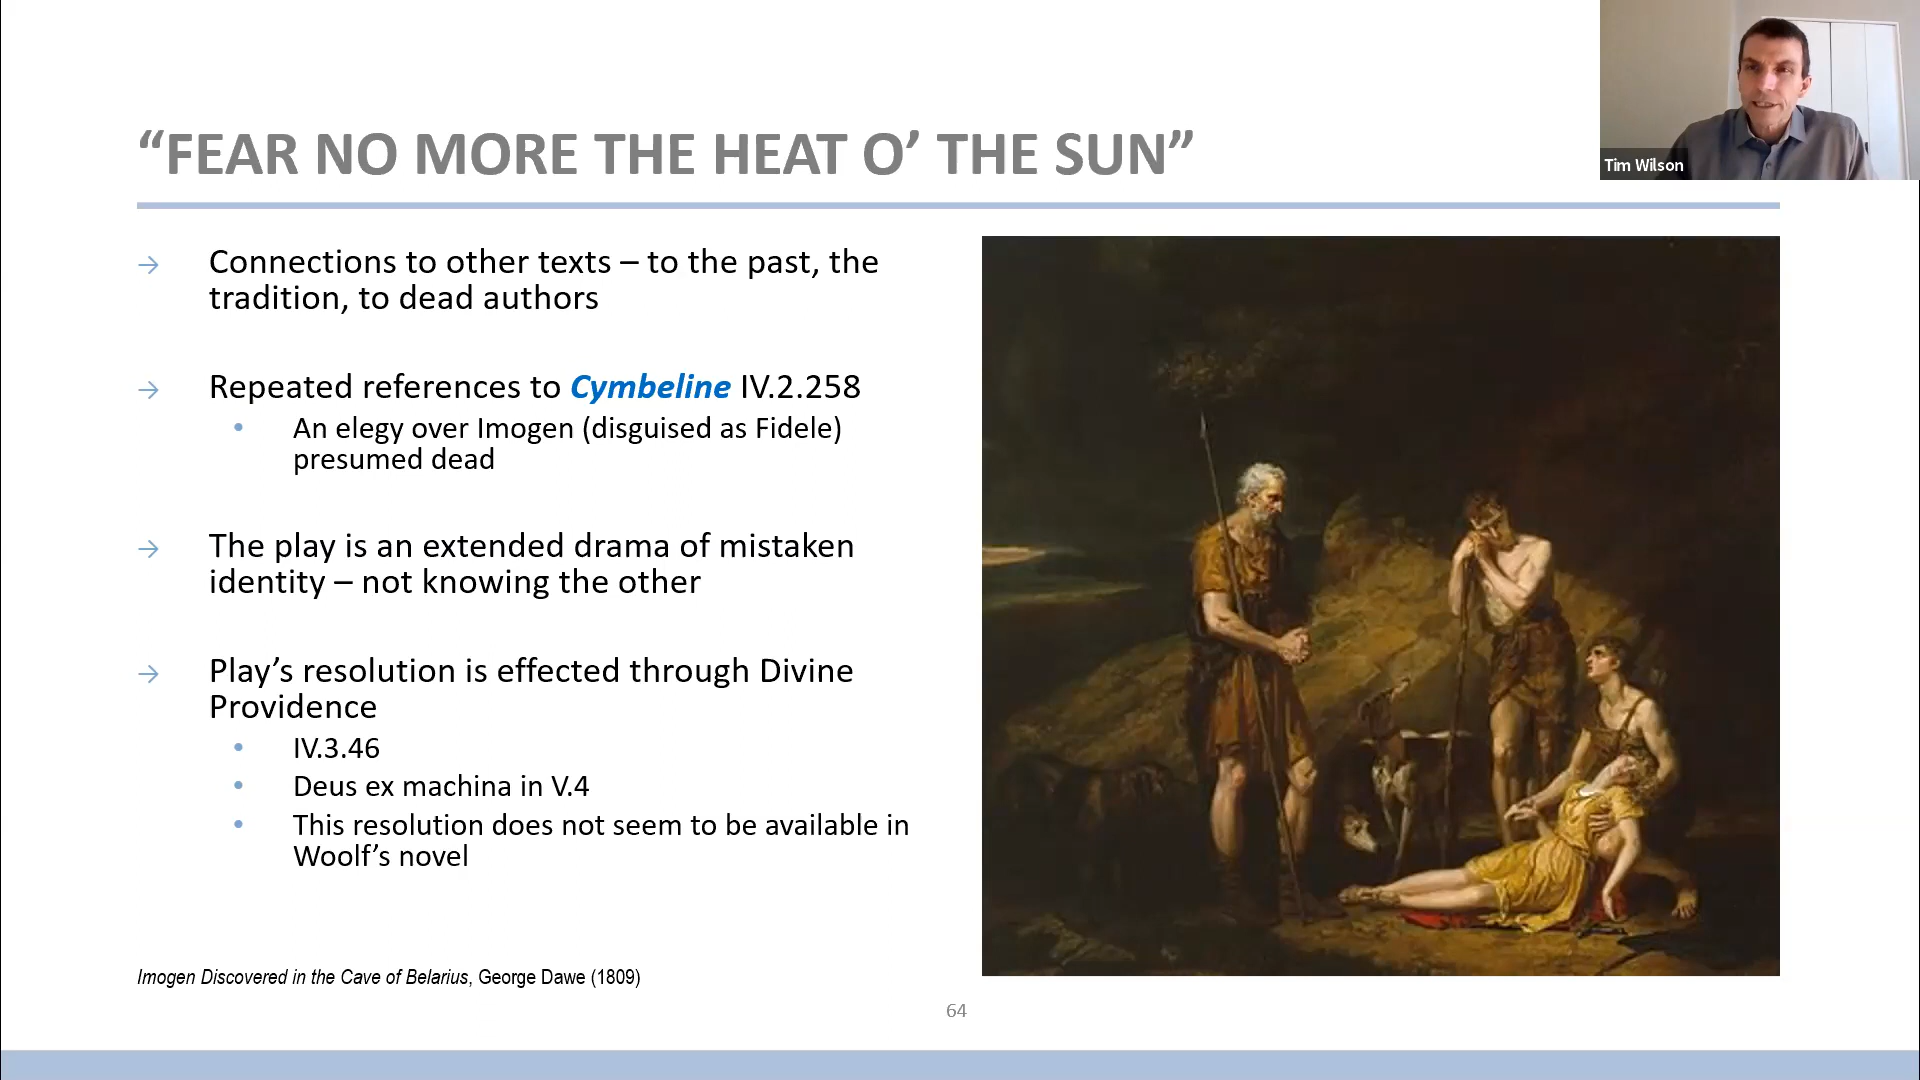 “FEAR NO MORE THE HEAT O’ THE SUN”
Tim Wilson
→ Connections to other texts – to the past, the
tradition, to dead authors
→ Repeated references to Cymbeline IV.2.258
• An elegy over Imogen (disguised as Fidele)
presumed dead
→ The play is an extended drama of mistaken
identity – not knowing the other
→ Play’s resolution is effected through Divine
Providence
• IV.3.46
• Deus ex machina in V.4
• This resolution does not seem to be available in
Woolf’s novel
Imogen Discovered in the Cave of Belarius, George Dawe (1809)
64